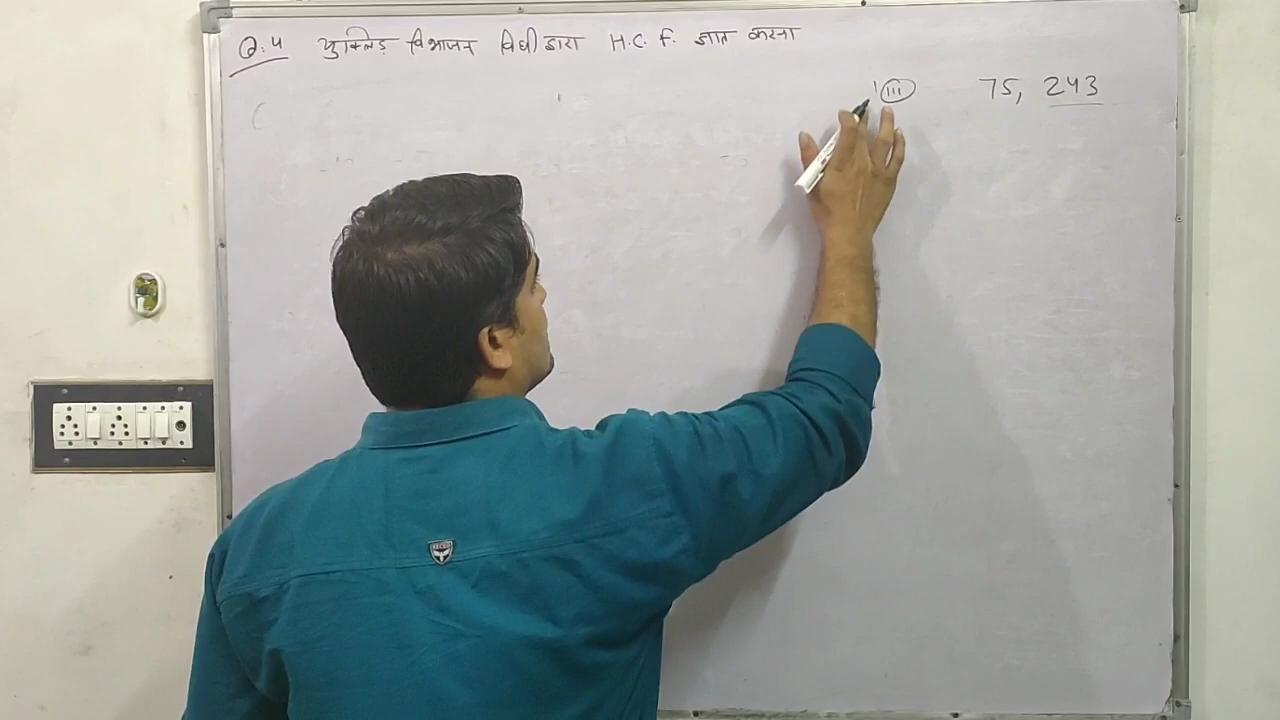 Q.4 युक्लिड विभाजन विधी द्वारा H.C.F. ज्ञात करना
(iii) 75, 243